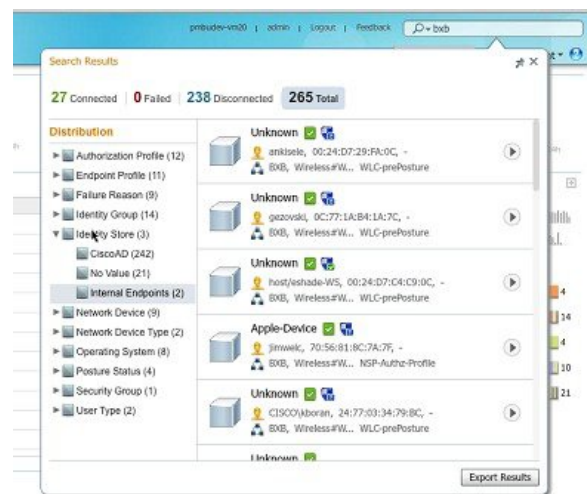 pmbudev-vm20 | admin | Logout | Feedback
bxb
Search Results
27 Connected | 0 Failed | 238 Disconnected 265 Total
Distribution
Authorization Profile (12)
Endpoint Profile (11)
Failure Reason (9)
Identity Group (14)
Identity Store (3)
CiscoAD (242)
No Value (21)
Internal Endpoints (2)
Network Device (9)
Network Device Type (2)
Operating System (8)
Posture Status (4)
Security Group (1)
User Type (2)
Unknown
ankisele, 00:24:D7:29:FA:0C, -
BXB, Wireless#W... WLC-prePosture
Unknown
gezovski, 0C:77:1A:B4:1A:7C, -
BXB, Wireless#W... WLC-prePosture
Unknown
host/eshade-WS, 00:24:D7:C4:C9:0C, -
BXB, Wireless#W... WLC-prePosture
Apple-Device
jimweic, 70:56:81:8C:7A:7F, -
BXB, Wireless#W... NSP-Authz-Profile
Unknown
CISCO\kboran, 24:77:03:34:79:BC, -
BXB, Wireless#W... WLC-prePosture
Unknown
Export Results
4
14
4
10
21